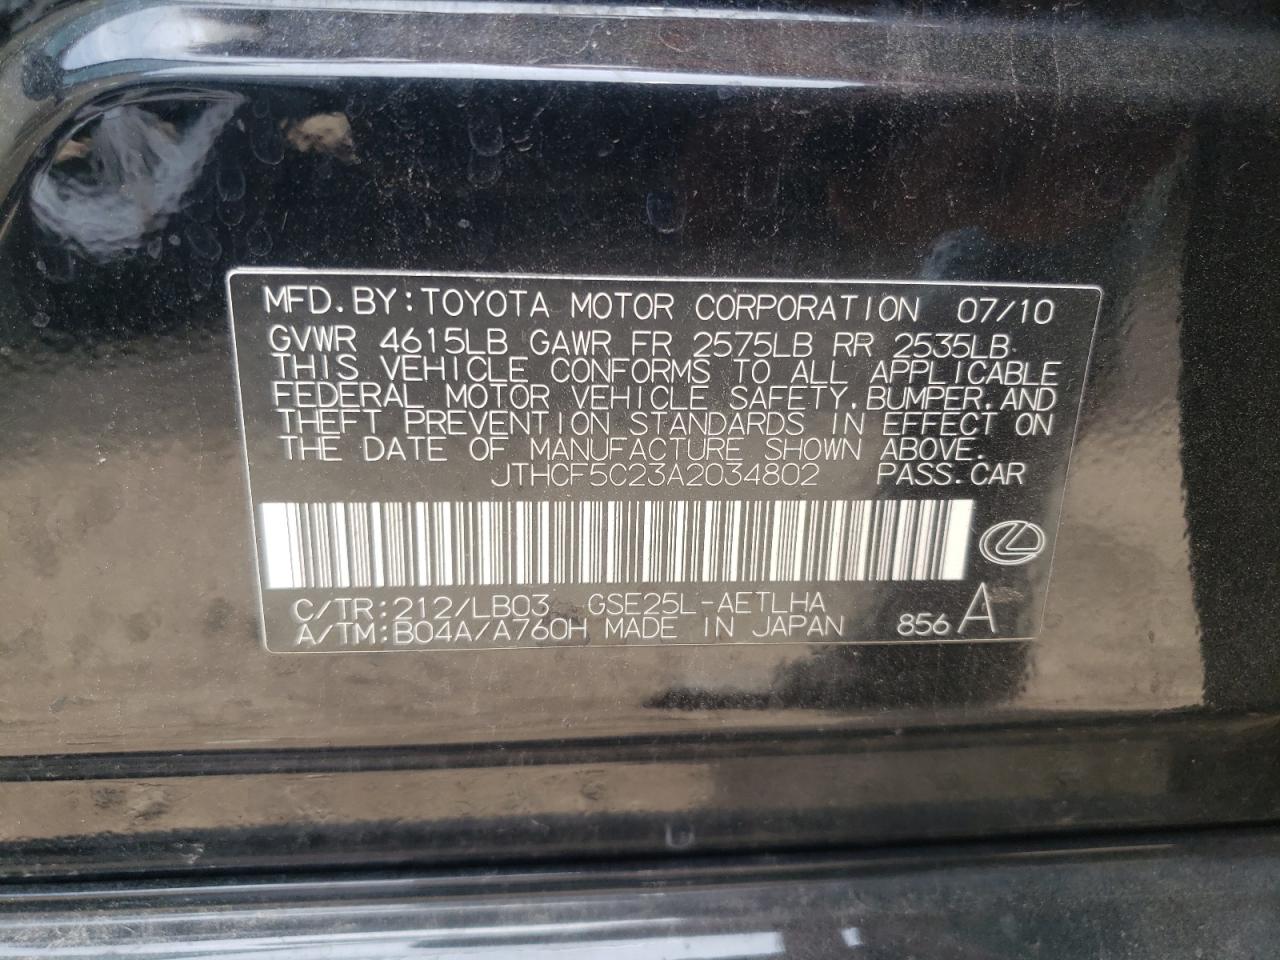 MFD.BY:TOYOTA MOTOR CORPORATION 07/10
GVWR 4615LB GAWR FR 2575LB RR 2535LB
THIS VEHICLE CONFORMS TO ALL APPLICABLE
FEDERAL MOTOR VEHICLE SAFETY,BUMPER,AND
THEFT PREVENTION STANDARDS IN EFFECT ON
THE DATE OF MANUFACTURE SHOWN ABOVE.
JTHCF5C23A2034802 PASS.CAR
C/TR:212/LB03 GSE25L-AETLHA
A/TM:B04A/A760H MADE IN JAPAN 856 A